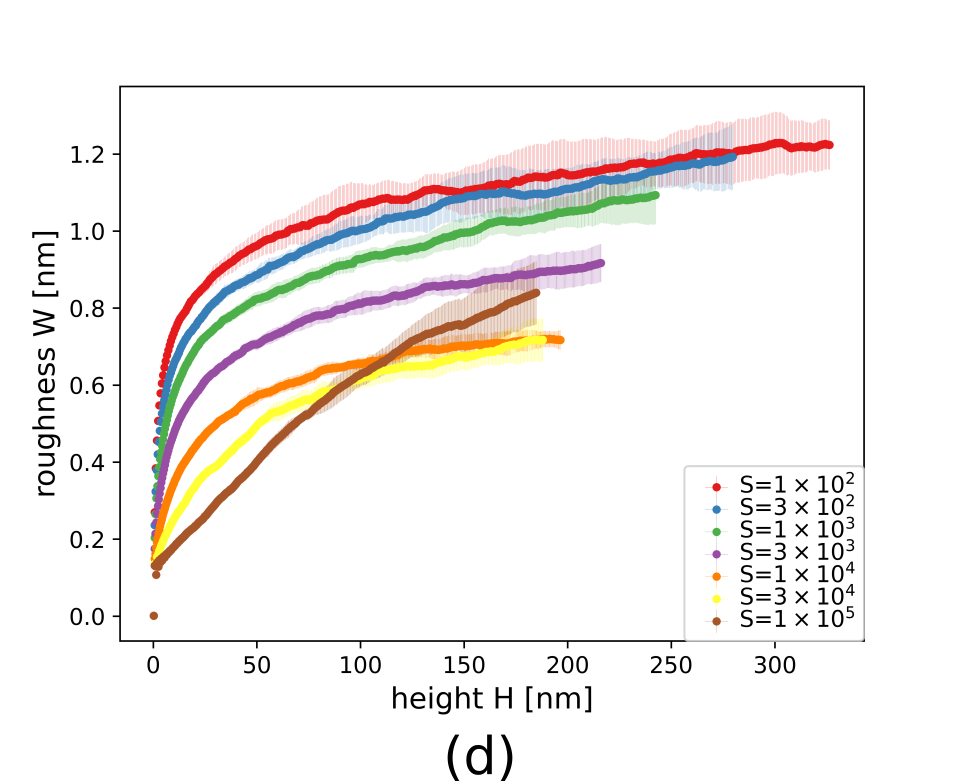 roughness W [nm]
1.2
1.0
0.8
0.6
0.4
0.2
0.0
0 50 100 150 200 250 300
height H [nm]
S=1 × 10²
S=3 × 10²
S=1 × 10³
S=3 × 10³
S=1 × 10⁴
S=3 × 10⁴
S=1 × 10⁵
(d)